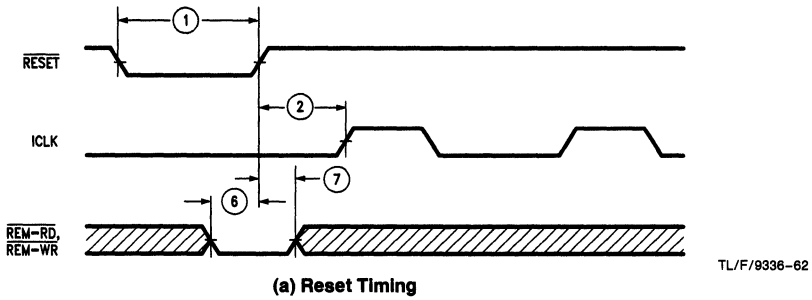 1
RESET
2
ICLK
7
6
REM-RD,
REM-WR
TL/F/9336-62
(a) Reset Timing